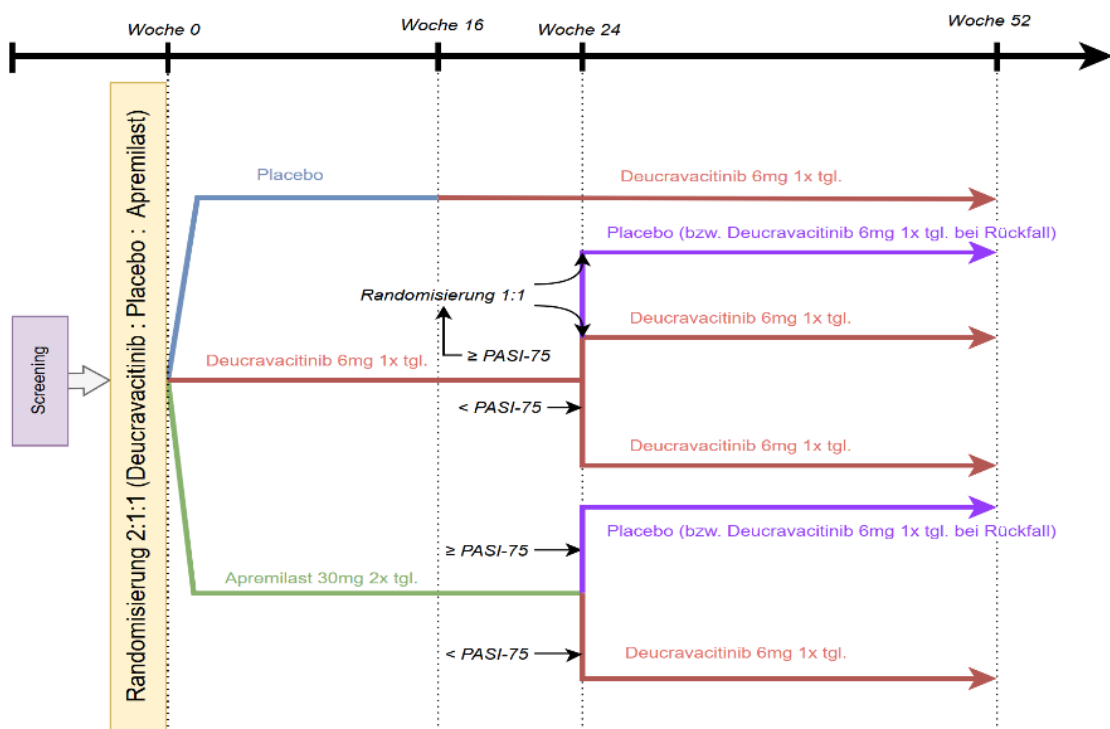 Woche 0
Woche 16
Woche 24
Woche 52
Screening
Randomisierung 2:1:1 (Deucravacitinib : Placebo : Apremilast)
Placebo
Deucravacitinib 6mg 1x tgl.
Placebo (bzw. Deucravacitinib 6mg 1x tgl. bei Rückfall)
Randomisierung 1:1
Deucravacitinib 6mg 1x tgl.
≥ PASI-75
Deucravacitinib 6mg 1x tgl.
< PASI-75
Deucravacitinib 6mg 1x tgl.
Placebo (bzw. Deucravacitinib 6mg 1x tgl. bei Rückfall)
≥ PASI-75
Apremilast 30mg 2x tgl.
< PASI-75
Deucravacitinib 6mg 1x tgl.